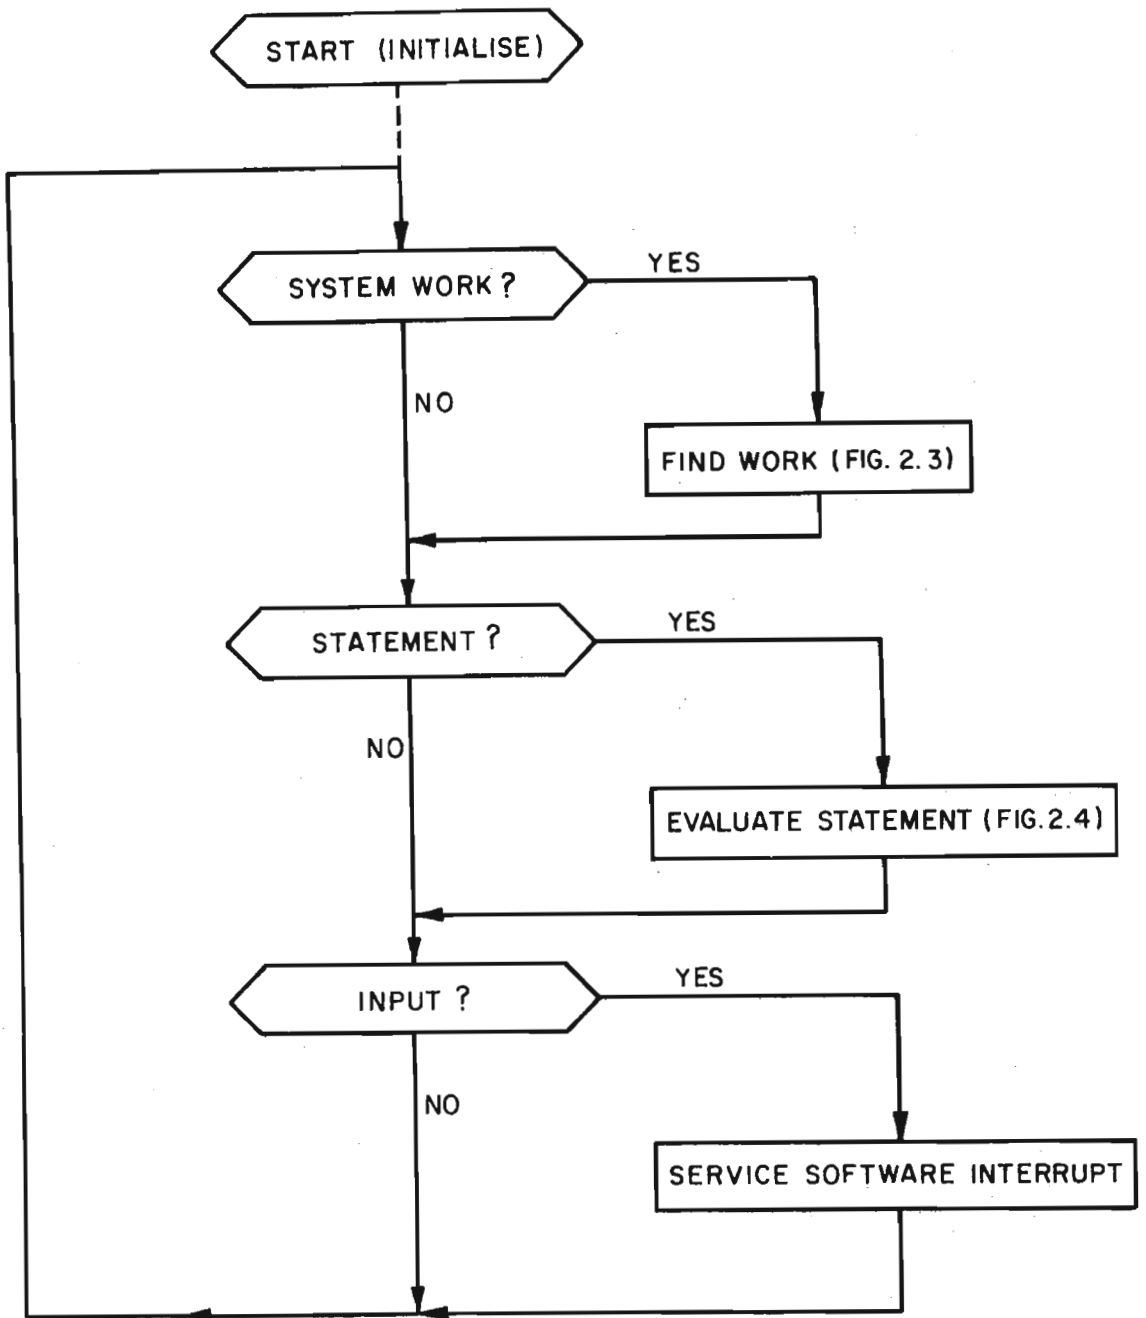 START (INITIALISE)
SYSTEM WORK?
YES
NO
FIND WORK (FIG. 2.3)
STATEMENT?
YES
NO
EVALUATE STATEMENT (FIG. 2.4)
INPUT?
YES
NO
SERVICE SOFTWARE INTERRUPT